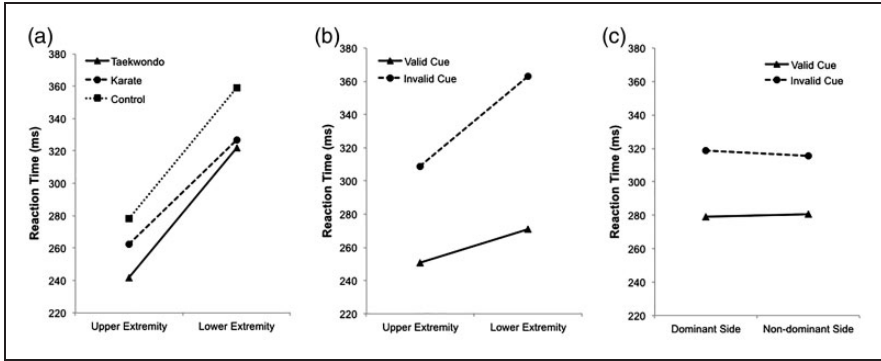 (a)
Taekwondo
Karate
Control
Reaction Time (ms)
380
360
340
320
300
280
260
240
220
Upper Extremity Lower Extremity
(b)
Valid Cue
Invalid Cue
Reaction Time (ms)
380
360
340
320
300
280
260
240
220
Upper Extremity Lower Extremity
(c)
Valid Cue
Invalid Cue
Reaction Time (ms)
380
360
340
320
300
280
260
240
220
Dominant Side Non-dominant Side